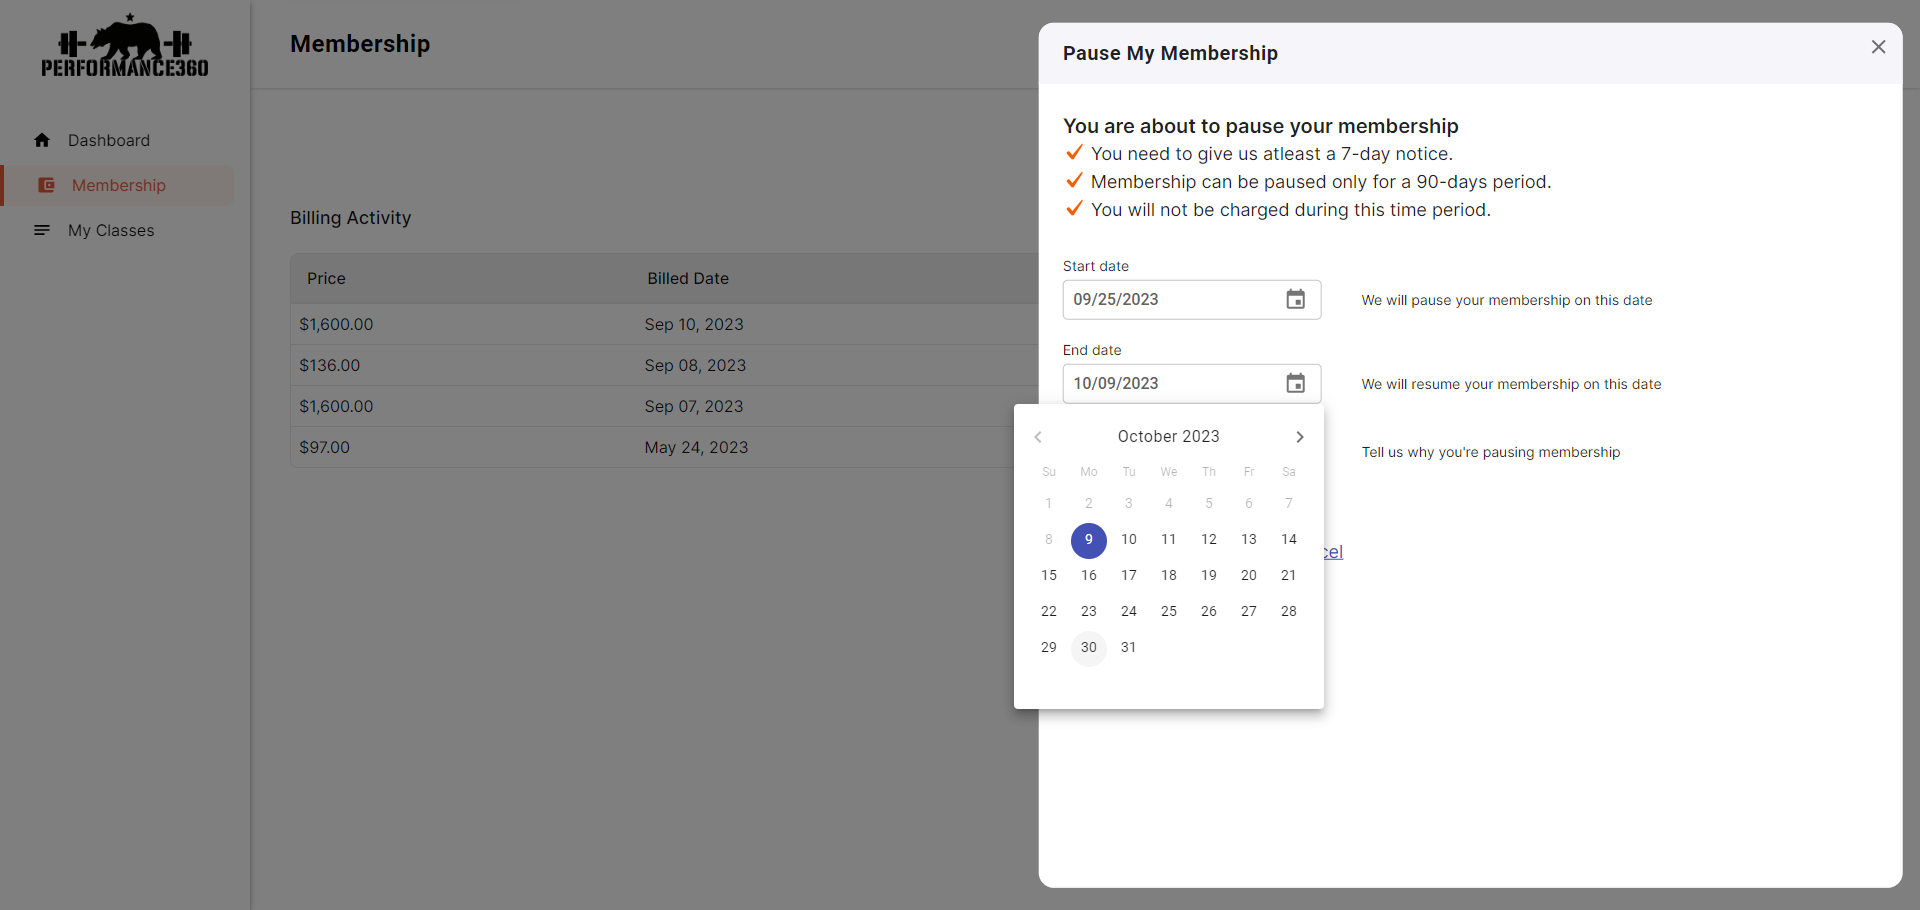 PERFORMANCE360
Dashboard
Membership
My Classes
Membership
Billing Activity
Price Billed Date
$1,600.00 Sep 10, 2023
$136.00 Sep 08, 2023
$1,600.00 Sep 07, 2023
$97.00 May 24, 2023
Pause My Membership
You are about to pause your membership
You need to give us atleast a 7-day notice.
Membership can be paused only for a 90-days period.
You will not be charged during this time period.
Start date
09/25/2023 We will pause your membership on this date
End date
10/09/2023 We will resume your membership on this date
October 2023
Tell us why you're pausing membership
Su Mo Tu We Th Fr Sa
1 2 3 4 5 6 7
8 9 10 11 12 13 14
cel
15 16 17 18 19 20 21
22 23 24 25 26 27 28
29 30 31